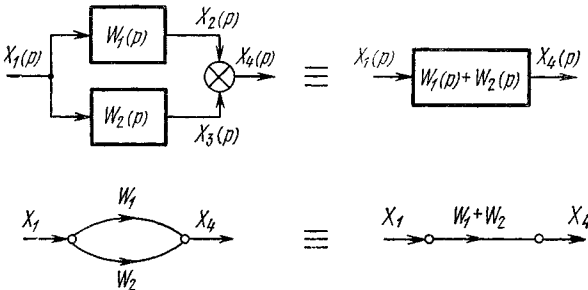 X₂(p)
X₁(p) W₁(p) X₄(p) ≡ X₁(p) W₁(p)+W₂(p) X₄(p)
W₂(p) X₃(p)
W₁
X₁ X₄ ≡ X₁ W₁+W₂ X₄
W₂